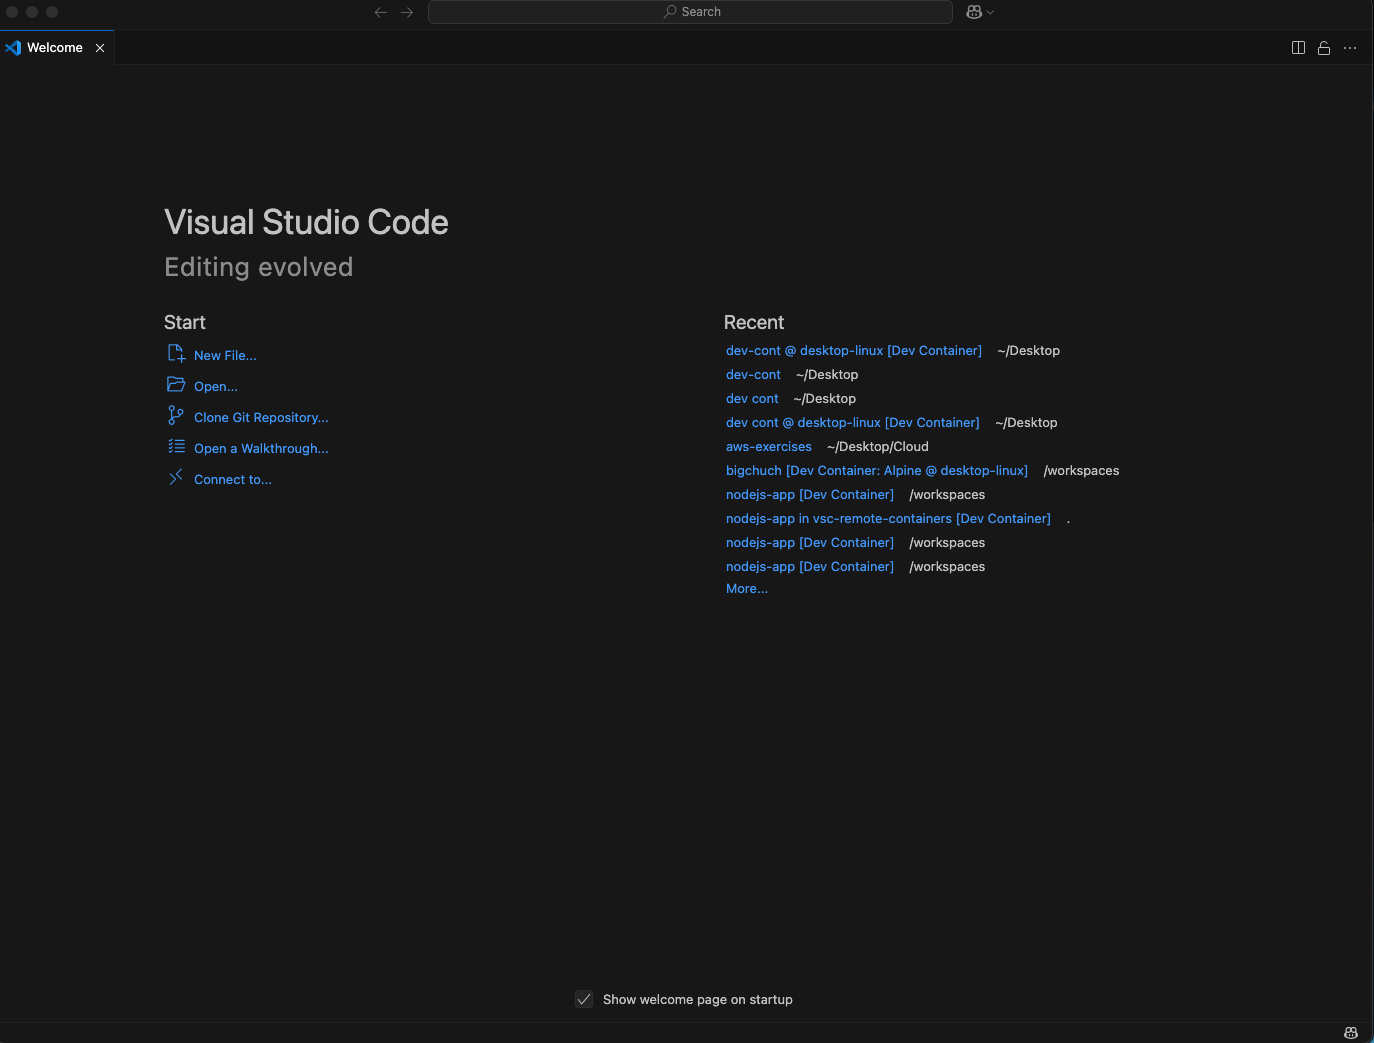 Search
Welcome
Visual Studio Code
Editing evolved
Start
New File...
Open...
Clone Git Repository...
Open a Walkthrough...
Connect to...
Recent
dev-cont @ desktop-linux [Dev Container] ~/Desktop
dev-cont ~/Desktop
dev cont ~/Desktop
dev cont @ desktop-linux [Dev Container] ~/Desktop
aws-exercises ~/Desktop/Cloud
bigchuch [Dev Container: Alpine @ desktop-linux] /workspaces
nodejs-app [Dev Container] /workspaces
nodejs-app in vsc-remote-containers [Dev Container] .
nodejs-app [Dev Container] /workspaces
nodejs-app [Dev Container] /workspaces
More...
Show welcome page on startup